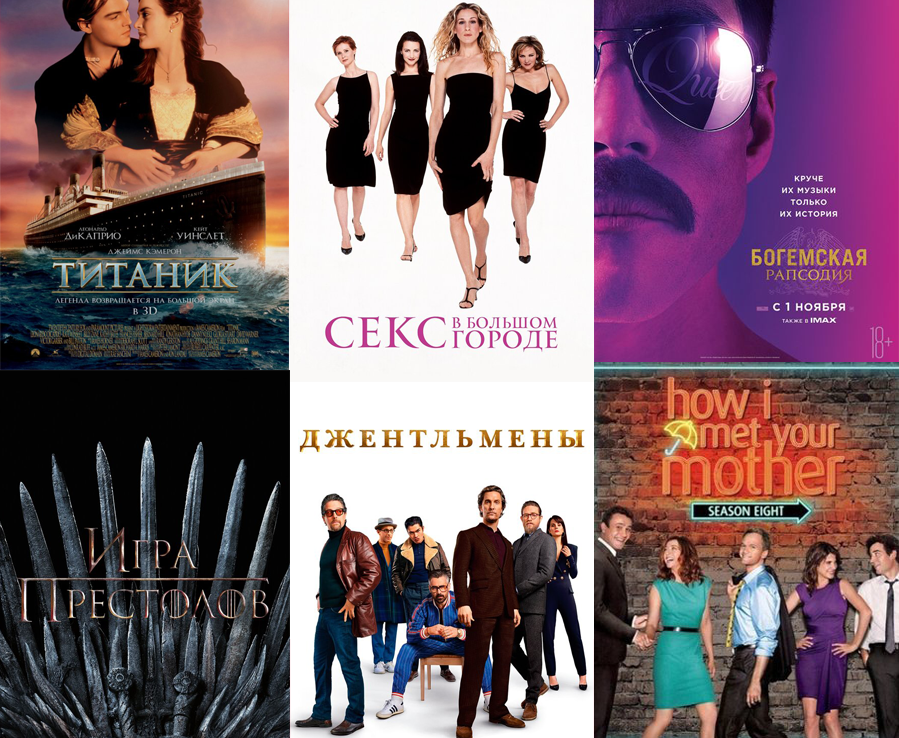 ЛЕОНАРДО
ДиКАПРИО
КЕЙТ
УИНСЛЕТ
ДЖЕЙМС КЭМЕРОН
ТИТАНИК
ЛЕГЕНДА ВОЗВРАЩАЕТСЯ НА БОЛЬШОЙ ЭКРАН
В 3D
TITANIC
СЕКС В БОЛЬШОМ
ГОРОДЕ
Queen
КРУЧЕ
ИХ МУЗЫКИ
ТОЛЬКО
ИХ ИСТОРИЯ
БОГЕМСКАЯ
РАПСОДИЯ
С 1 НОЯБРЯ
ТАКЖЕ В IMAX
18+
ИГРА
ПРЕСТОЛОВ
ДЖЕНТЛЬМЕНЫ
how i
met your
mother
SEASON EIGHT